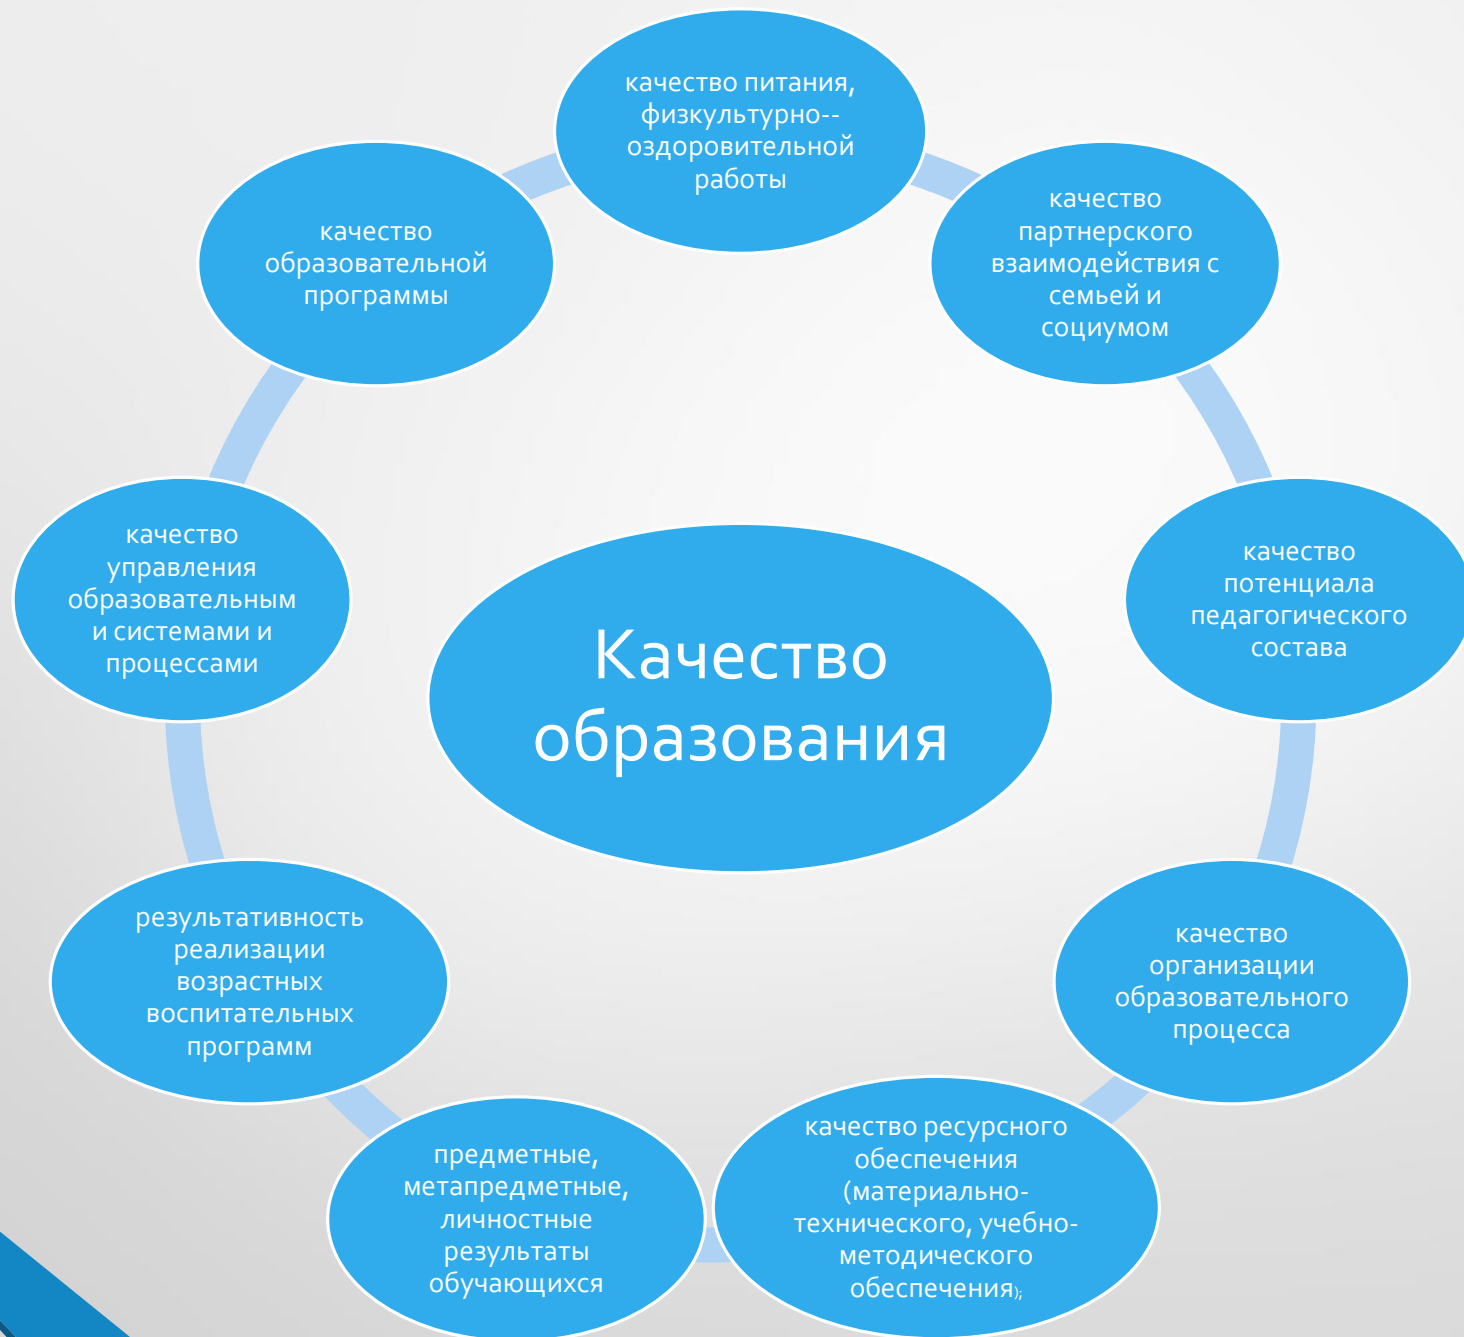 качество питания,
физкультурно--
оздоровительной
работы
качество
партнерского
взаимодействия с
семьей и
социумом
качество
потенциала
педагогического
состава
качество
организации
образовательного
процесса
качество ресурсного
обеспечения
(материально-
технического, учебно-
методического
обеспечения);
предметные,
метапредметные,
личностные
результаты
обучающихся
результативность
реализации
возрастных
воспитательных
программ
качество
управления
образовательным
и системами и
процессами
качество
образовательной
программы
Качество
образования